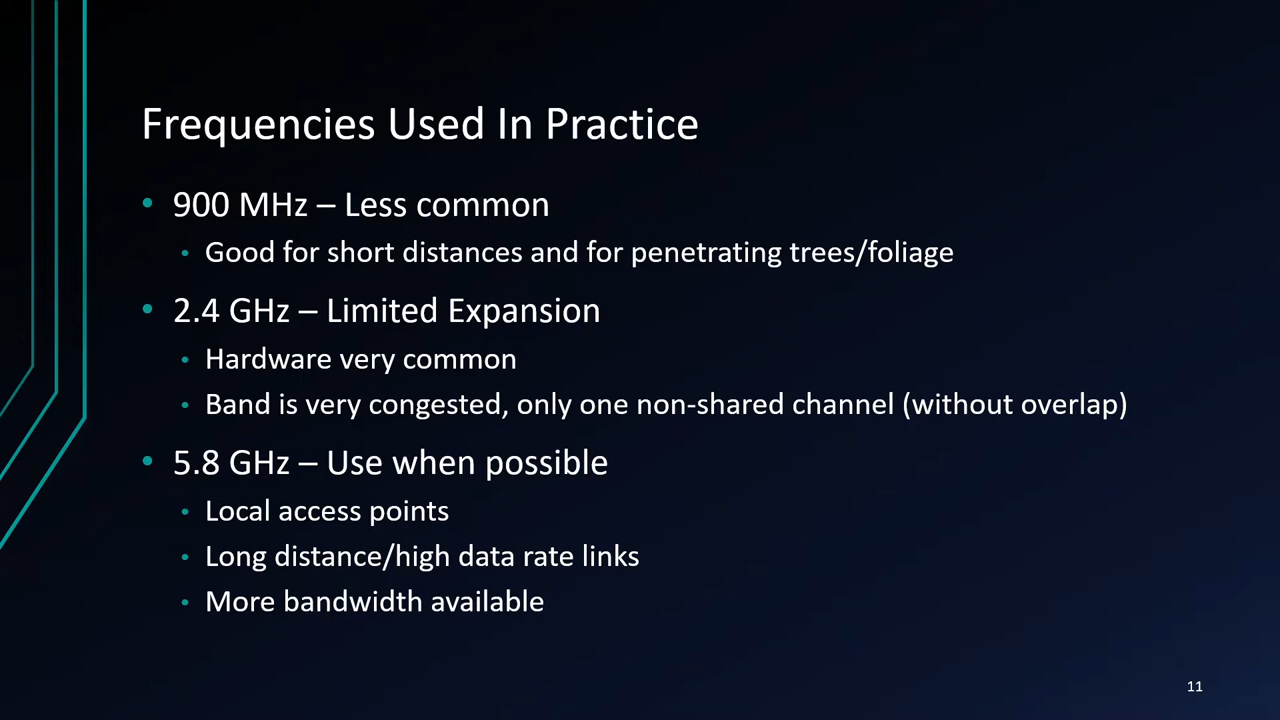 Frequencies Used In Practice
• 900 MHz – Less common
• Good for short distances and for penetrating trees/foliage
• 2.4 GHz – Limited Expansion
• Hardware very common
• Band is very congested, only one non-shared channel (without overlap)
• 5.8 GHz – Use when possible
• Local access points
• Long distance/high data rate links
• More bandwidth available
11